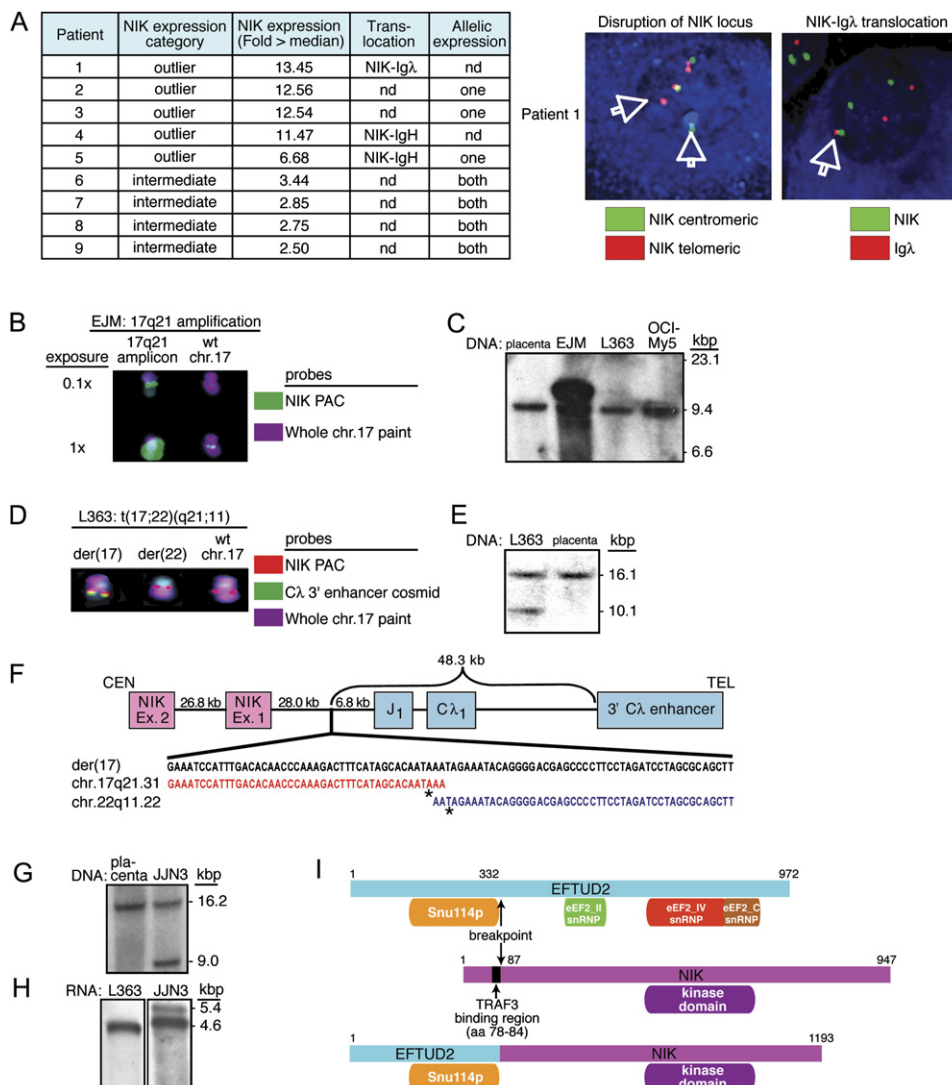 A
Patient NIK expression category NIK expression (Fold > median) Trans- location Allelic expression
1 outlier 13.45 NIK-Igλ nd
2 outlier 12.56 nd one
3 outlier 12.54 nd one
4 outlier 11.47 NIK-IgH nd
5 outlier 6.68 NIK-IgH one
6 intermediate 3.44 nd both
7 intermediate 2.85 nd both
8 intermediate 2.75 nd both
9 intermediate 2.50 nd both
Disruption of NIK locus
NIK-Igλ translocation
Patient 1
NIK centromeric
NIK telomeric
NIK
Igλ
B
EJM: 17q21 amplification
exposure
17q21 amplicon
wt chr.17
0.1x
1x
probes
NIK PAC
Whole chr.17 paint
C
DNA: placenta EJM L363 OCI-My5
kbp
23.1
9.4
6.6
D
L363: t(17;22)(q21;11)
der(17) der(22) wt chr.17
probes
NIK PAC
Cλ 3' enhancer cosmid
Whole chr.17 paint
E
DNA: L363 placenta
kbp
16.1
10.1
F
48.3 kb
CEN TEL
NIK Ex. 2 26.8 kb NIK Ex. 1 28.0 kb 6.8 kb J1 Cλ1 3' Cλ enhancer
der(17) GAAATCCATTTGACACAACCCAAAGACTTTCATAGCACAATAAATAGAAATACAGGGGACGAGCCCCTTCCTAGATCCTAGCGCAGCTT
chr.17q21.31 GAAATCCATTTGACACAACCCAAAGACTTTCATAGCACAATAAA
*
chr.22q11.22 AATAGAAATACAGGGGACGAGCCCCTTCCTAGATCCTAGCGCAGCTT
*
G
DNA: pla- centa JJN3
kbp
16.2
9.0
H
RNA: L363 JJN3
kbp
5.4
4.6
I
1 332 972
EFTUD2
Snu114p
eEF2_II snRNP
eEF2_IV snRNP
eEF2_C snRNP
breakpoint
1 87 947
NIK
TRAF3 binding region (aa 78-84)
kinase domain
1 1193
EFTUD2 NIK
Snu114p
kinase domain